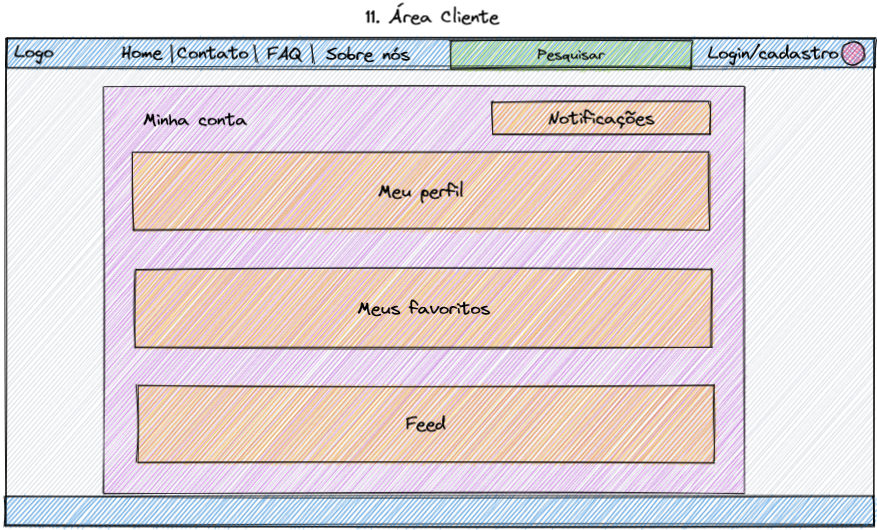 11. Área Cliente
Logo Home | Contato | FAQ | Sobre nós Pesquisar Login/cadastro
Minha conta Notificações
Meu perfil
Meus favoritos
Feed